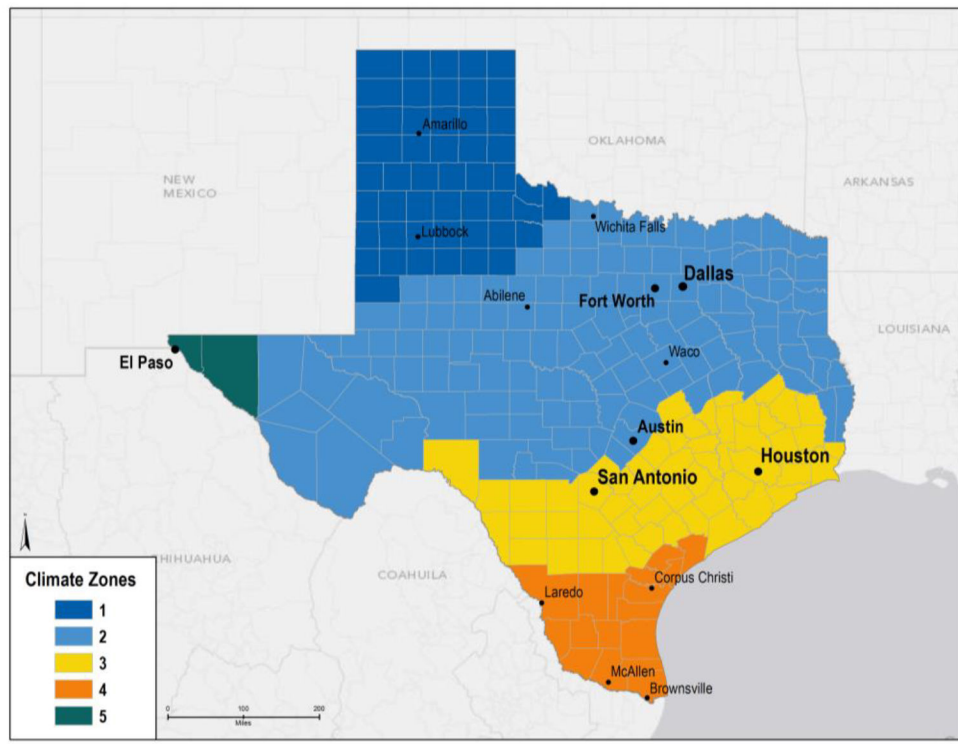 Amarillo
OKLAHOMA
NEW
MEXICO
ARKANSAS
Lubbock
Wichita Falls
Dallas
Abilene
Fort Worth
LOUISIANA
El Paso
Waco
Austin
Houston
San Antonio
N
HIHUAHUA
COAHUILA
Corpus Christi
Laredo
McAllen
Brownsville
Climate Zones
1
2
3
4
5
0 100 200
Miles